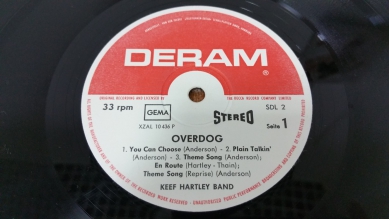 DERAM
®
ORIGINAL RECORDING AND LICENSED BY THE DECCA RECORD COMPANY LIMITED
33 rpm
GEMA
STEREO
SDL 2
XZAL 10 436 P
Seite 1
OVERDOG
1. You Can Choose (Anderson) - 2. Plain Talkin'
(Anderson) - 3. Theme Song (Anderson);
En Route (Hartley - Thain);
Theme Song (Reprise) (Anderson)
KEEF HARTLEY BAND